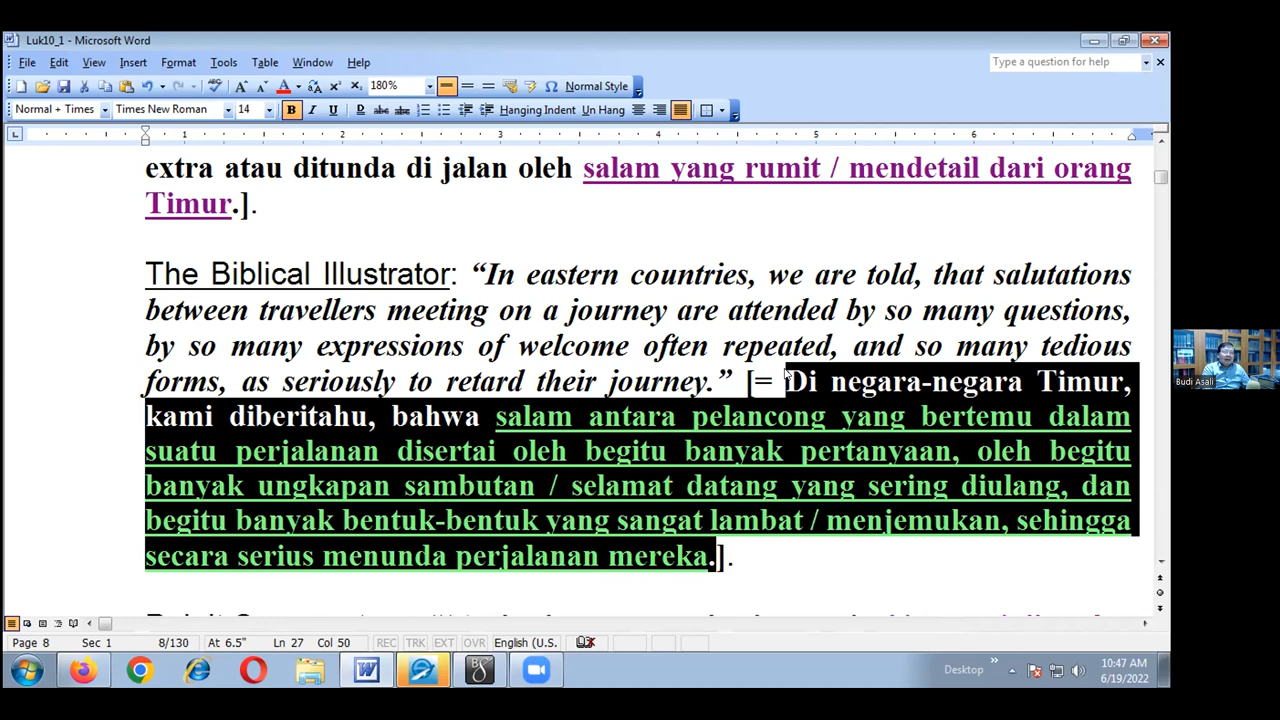 Luk10_1 - Microsoft Word
File Edit View Insert Format Tools Table Window Help
Type a question for help
180% Normal Style
Normal + Times Times New Roman 14 B I U Hanging Indent Un Hang
1 2 3 4 5 6
extra atau ditunda di jalan oleh salam yang rumit / mendetail dari orang
Timur.].
The Biblical Illustrator: “In eastern countries, we are told, that salutations
between travellers meeting on a journey are attended by so many questions,
by so many expressions of welcome often repeated, and so many tedious
forms, as seriously to retard their journey.” [= Di negara-negara Timur,
kami diberitahu, bahwa salam antara pelancong yang bertemu dalam
suatu perjalanan disertai oleh begitu banyak pertanyaan, oleh begitu
banyak ungkapan sambutan / selamat datang yang sering diulang, dan
begitu banyak bentuk-bentuk yang sangat lambat / menjemukan, sehingga
secara serius menunda perjalanan mereka.].
Budi Asali
Page 8 Sec 1 8/130 At 6.5" Ln 27 Col 50 REC TRK EXT OVR English (U.S.
Desktop
10:47 AM
6/19/2022